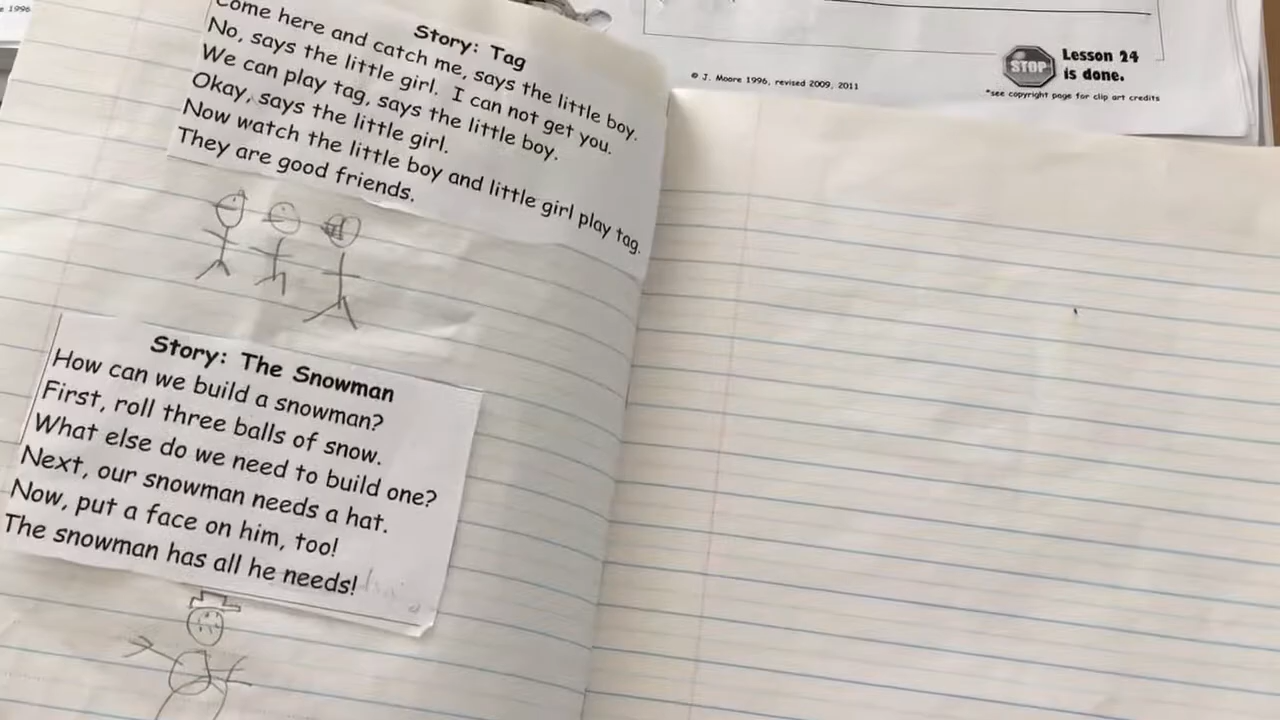 e 1996
Story: Tag
Come here and catch me, says the little boy.
No, says the little girl. I can not get you.
We can play tag, says the little boy.
Okay, says the little girl.
Now watch the little boy and little girl play tag.
They are good friends.
Story: The Snowman
How can we build a snowman?
First, roll three balls of snow.
What else do we need to build one?
Next, our snowman needs a hat.
Now, put a face on him, too!
The snowman has all he needs!
© J. Moore 1996, revised 2009, 2011
STOP
Lesson 24
is done.
*see copyright page for clip art credits